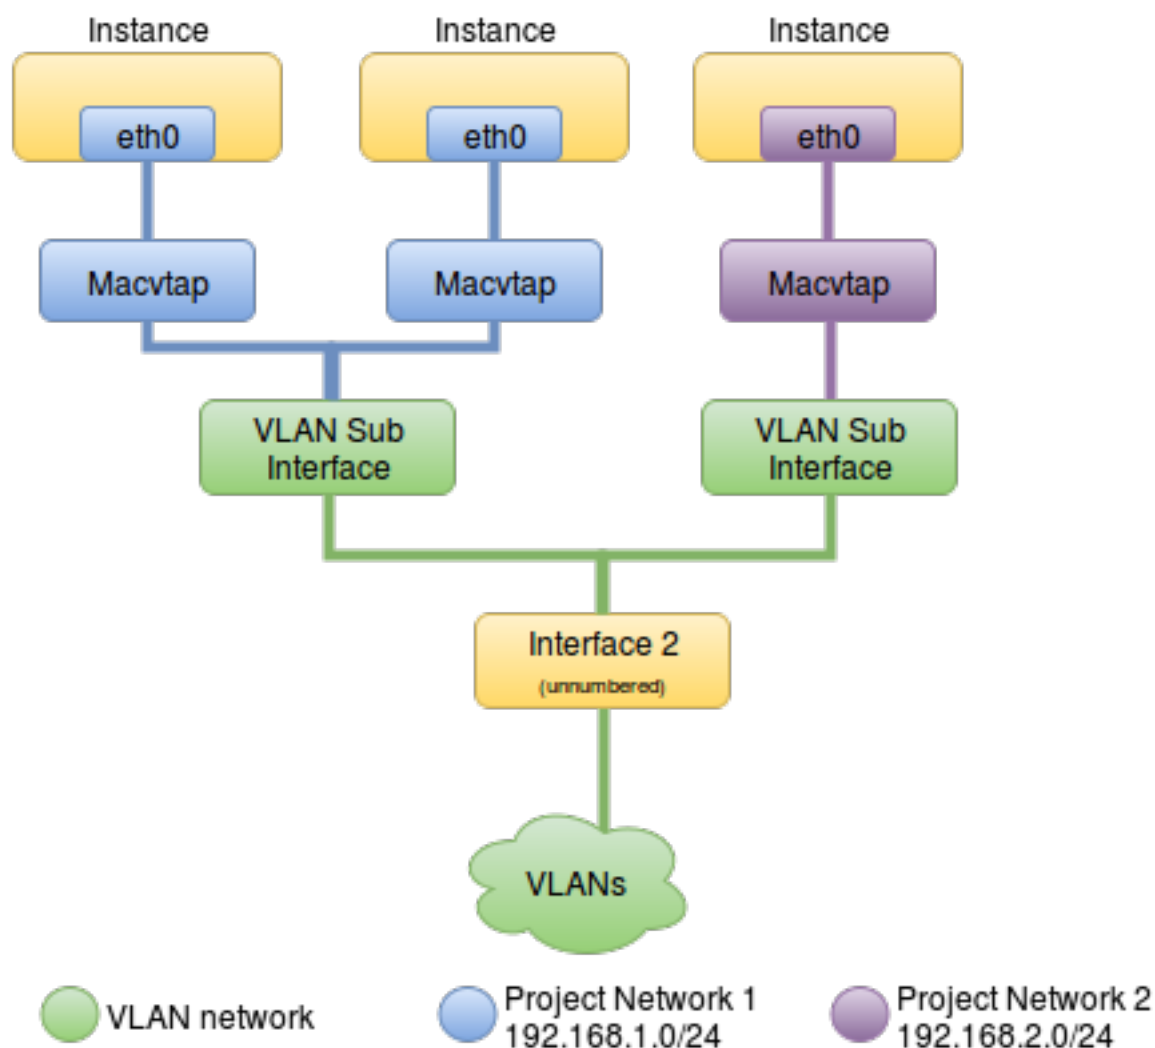 Instance
Instance
Instance
eth0
eth0
eth0
Macvtap
Macvtap
Macvtap
VLAN Sub
Interface
VLAN Sub
Interface
Interface 2
(unnumbered)
VLANs
VLAN network
Project Network 1
192.168.1.0/24
Project Network 2
192.168.2.0/24